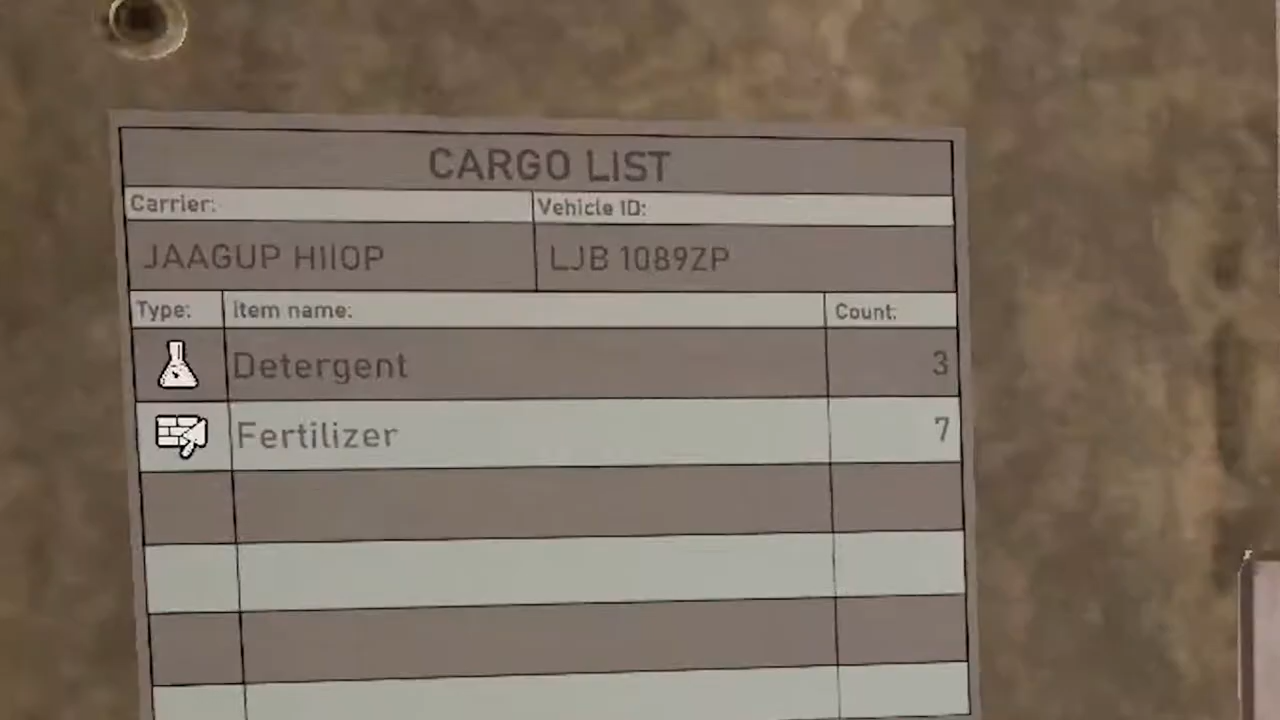 CARGO LIST
Carrier: Vehicle ID:
JAAGUP HIIOP LJB 1089ZP
Type: Item name: Count:
Detergent 3
Fertilizer 7